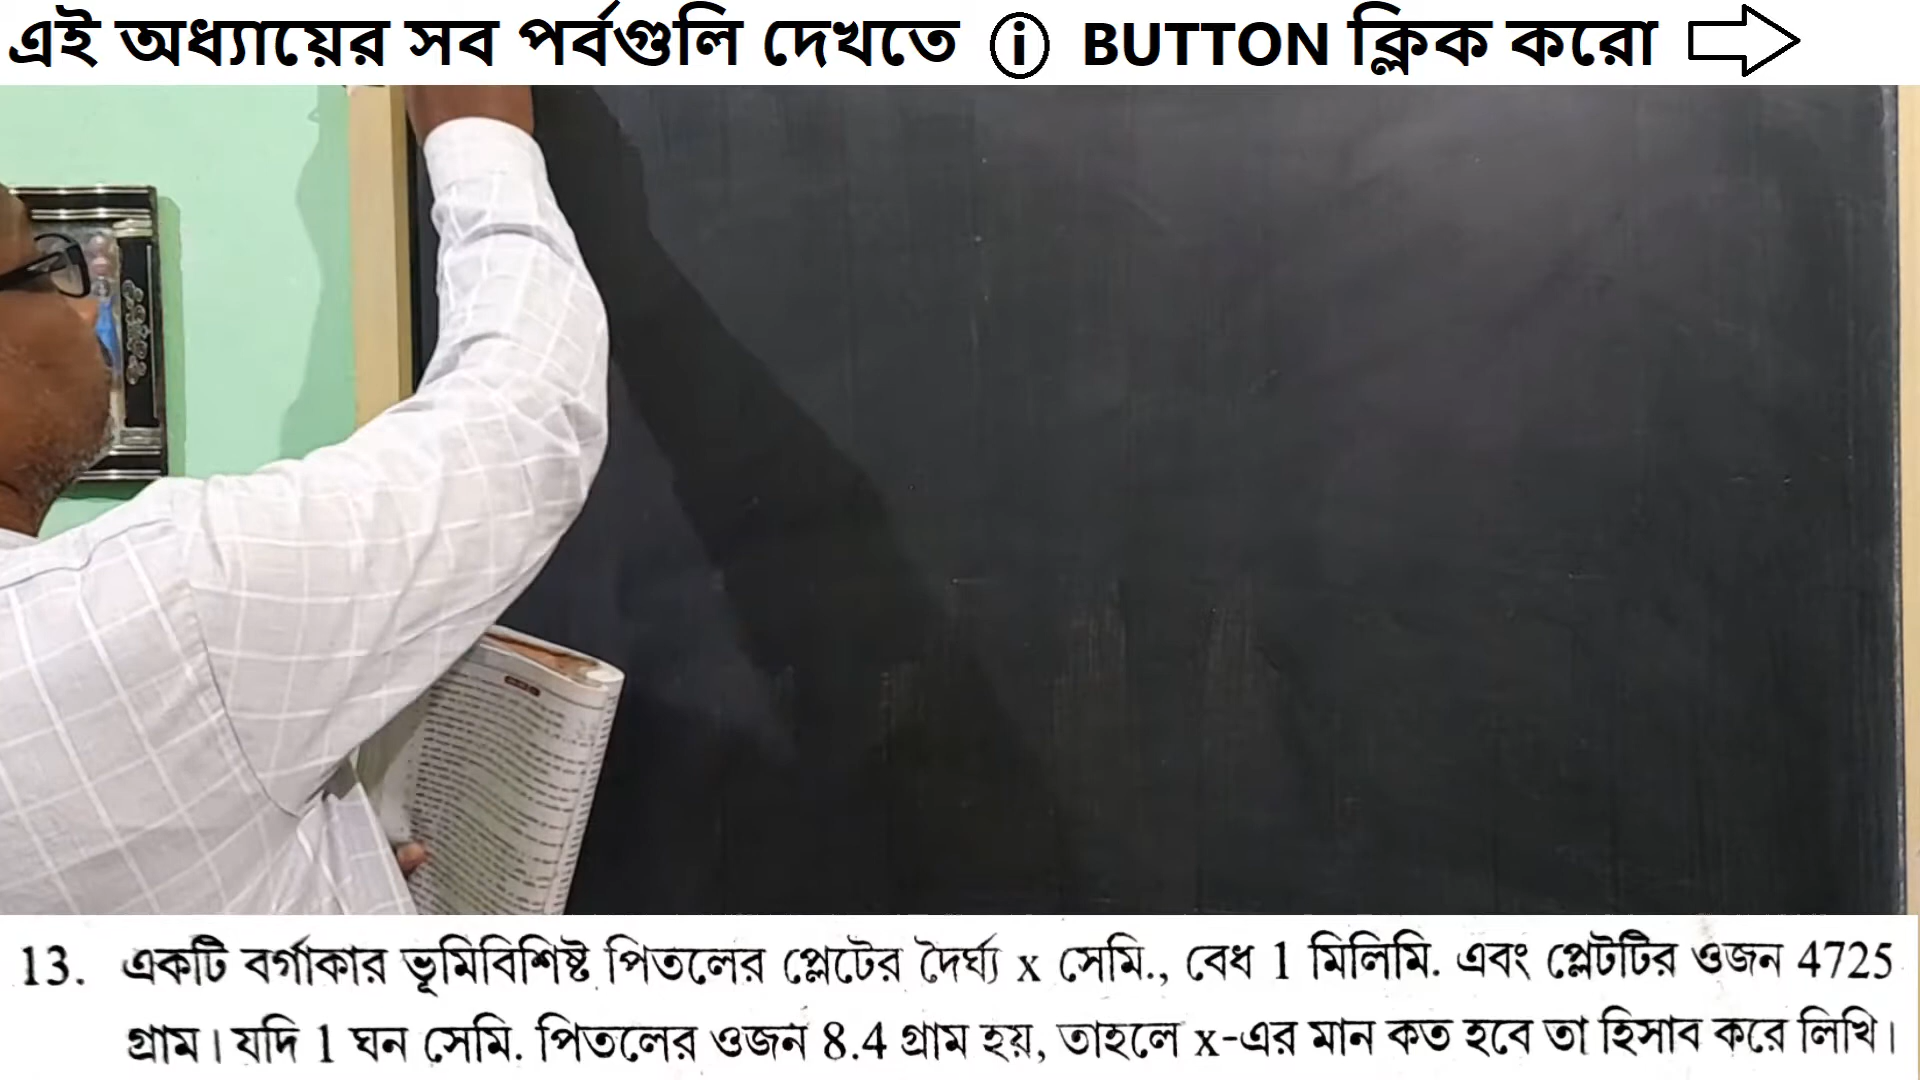 এই অধ্যায়ের সব পর্বগুলি দেখতে ⓘ BUTTON ক্লিক করো ⇨
13. একটি বর্গাকার ভূমিবিশিষ্ট পিতলের প্লেটের দৈর্ঘ্য x সেমি., বেধ 1 মিলিমি. এবং প্লেটটির ওজন 4725
গ্রাম। যদি 1 ঘন সেমি. পিতলের ওজন 8.4 গ্রাম হয়, তাহলে x-এর মান কত হবে তা হিসাব করে লিখি।